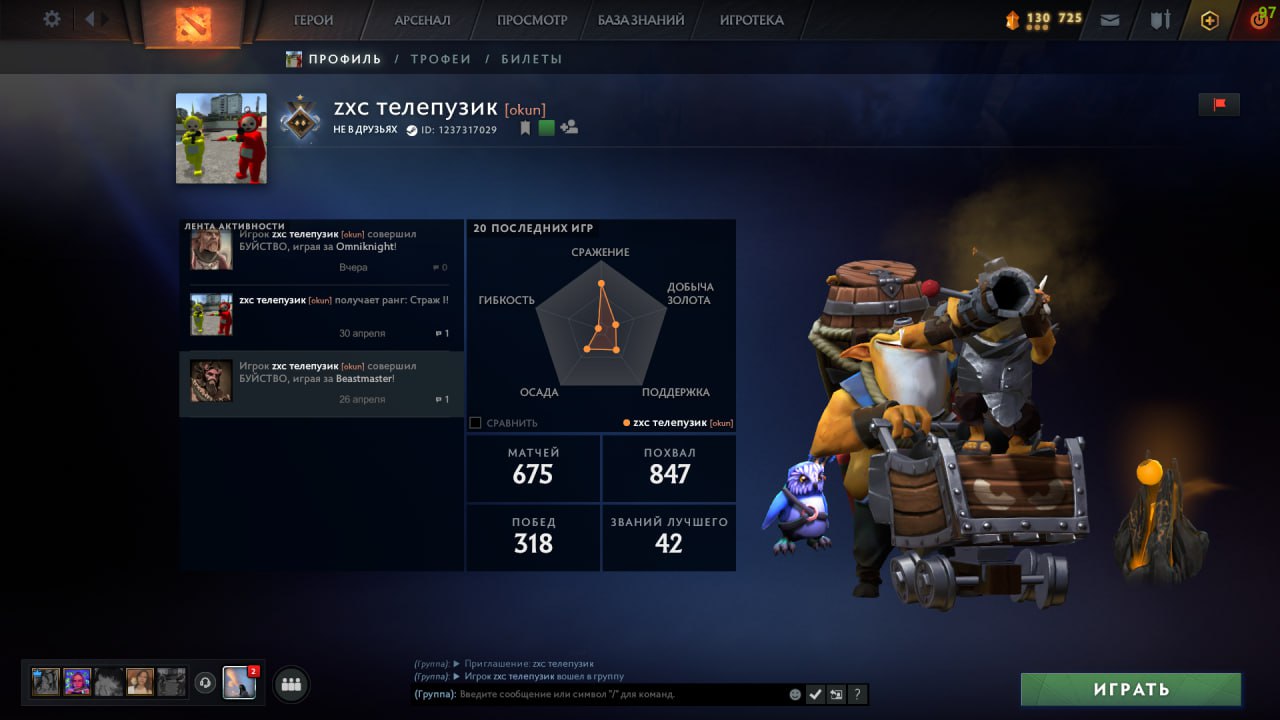 97
ГЕРОИ АРСЕНАЛ ПРОСМОТР БАЗА ЗНАНИЙ ИГРОТЕКА 130 725
ПРОФИЛЬ / ТРОФЕИ / БИЛЕТЫ
zxc телепузик [okun]
НЕ В ДРУЗЬЯХ ID: 1237317029
ЛЕНТА АКТИВНОСТИ
Игрок zxc телепузик [okun] совершил
БУЙСТВО, играя за Omniknight!
Вчера 0
zxc телепузик [okun] получает ранг: Страж I!
30 апреля 1
Игрок zxc телепузик [okun] совершил
БУЙСТВО, играя за Beastmaster!
26 апреля 1
20 ПОСЛЕДНИХ ИГР
СРАЖЕНИЕ
ДОБЫЧА
ЗОЛОТА
ГИБКОСТЬ
ОСАДА ПОДДЕРЖКА
СРАВНИТЬ zxc телепузик [okun]
МАТЧЕЙ ПОХВАЛ
675 847
ПОБЕД ЗВАНИЙ ЛУЧШЕГО
318 42
2
(Группа): Приглашение: zxc телепузик
(Группа): Игрок zxc телепузик вошел в группу
(Группа): Введите сообщение или символ "/" для команд. ?
ИГРАТЬ